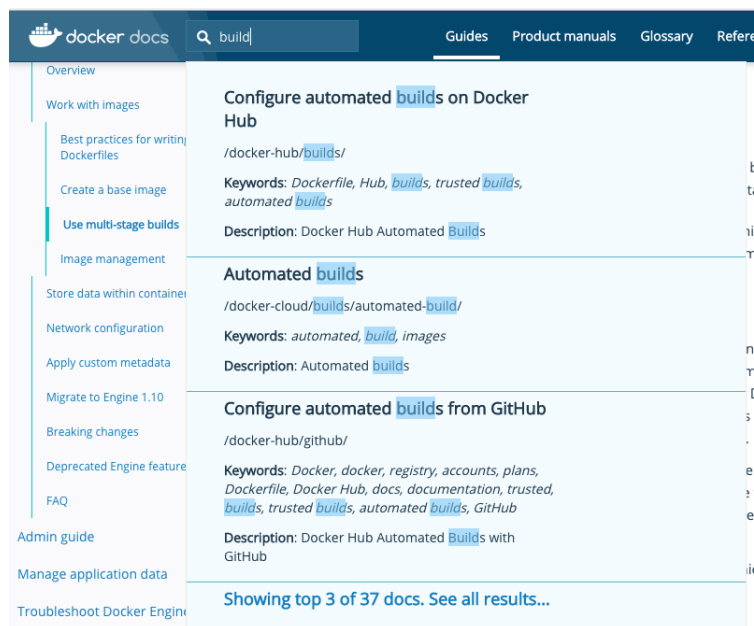 docker docs
build
Guides
Product manuals
Glossary
Overview
Work with images
Best practices for writing
Dockerfiles
Create a base image
Use multi-stage builds
Image management
Store data within container
Network configuration
Apply custom metadata
Migrate to Engine 1.10
Breaking changes
Deprecated Engine feature
FAQ
Admin guide
Manage application data
Troubleshoot Docker Engine
Configure automated builds on Docker
Hub
/docker-hub/builds/
Keywords: Dockerfile, Hub, builds, trusted builds,
automated builds
Description: Docker Hub Automated Builds
Automated builds
/docker-cloud/builds/automated-build/
Keywords: automated, build, images
Description: Automated builds
Configure automated builds from GitHub
/docker-hub/github/
Keywords: Docker, docker, registry, accounts, plans,
Dockerfile, Docker Hub, docs, documentation, trusted,
builds, trusted builds, automated builds, GitHub
Description: Docker Hub Automated Builds with
GitHub
Showing top 3 of 37 docs. See all results...